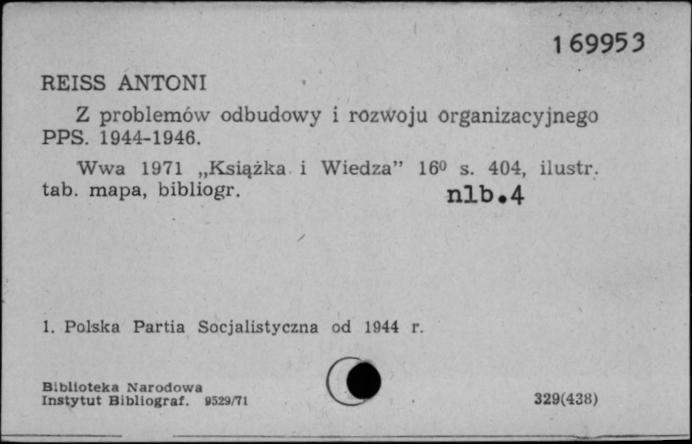 169953
REISS ANTONI
Z problemów odbudowy i rozwoju organizacyjnego
PPS. 1944-1946.
Wwa 1971 „Książka i Wiedza” 16⁰ s. 404, ilustr.
tab. mapa, bibliogr.
nlb.4
1. Polska Partia Socjalistyczna od 1944 r.
Biblioteka Narodowa
Instytut Bibliograf. 9529/71
329(438)